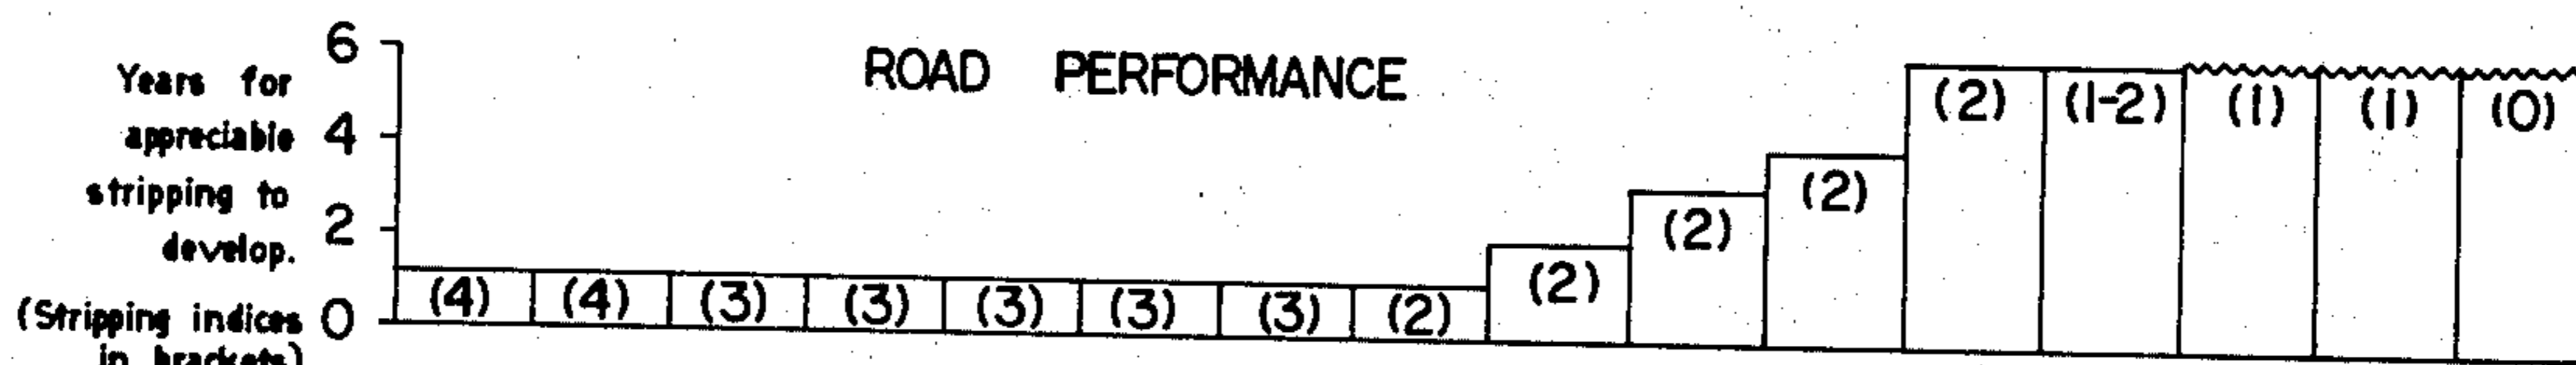 ROAD PERFORMANCE
Years for
appreciable
stripping to
develop.
(Stripping indices
in brackets)
6
4
2
0
(4) (4) (3) (3) (3) (3) (3) (2) (2) (2) (2) (2) (1-2) (1) (1) (0)